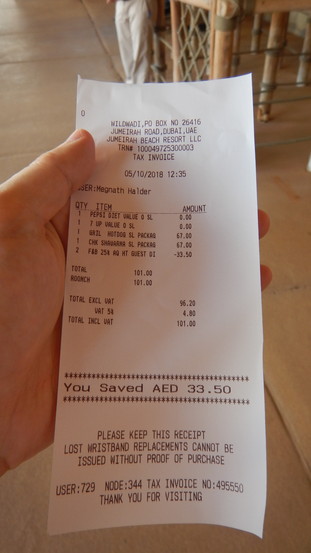 0
WILDWADI,PO BOX NO 26416
JUMEIRAH ROAD,DUBAI,UAE
JUMEIRAH BEACH RESORT LLC
TRN# 100049725300003
TAX INVOICE
05/10/2018 12:35
USER:Megnath Halder
QTY ITEM AMOUNT
1 PEPSI DIET VALUE 0 SL 0.00
1 7 UP VALUE 0 SL 0.00
1 GRIL HOTDOG SL PACKAG 67.00
1 CHK SHAWARMA SL PACKAG 67.00
2 F&B 25% AQ HT GUEST DI -33.50
TOTAL 101.00
ROOMCH 101.00
TOTAL EXCL VAT 96.20
VAT 5% 4.80
TOTAL INCL VAT 101.00
****************************************
You Saved AED 33.50
****************************************
PLEASE KEEP THIS RECEIPT
LOST WRISTBAND REPLACEMENTS CANNOT BE
ISSUED WITHOUT PROOF OF PURCHASE
USER:729 NODE:344 TAX INVOICE NO:495550
THANK YOU FOR VISITING